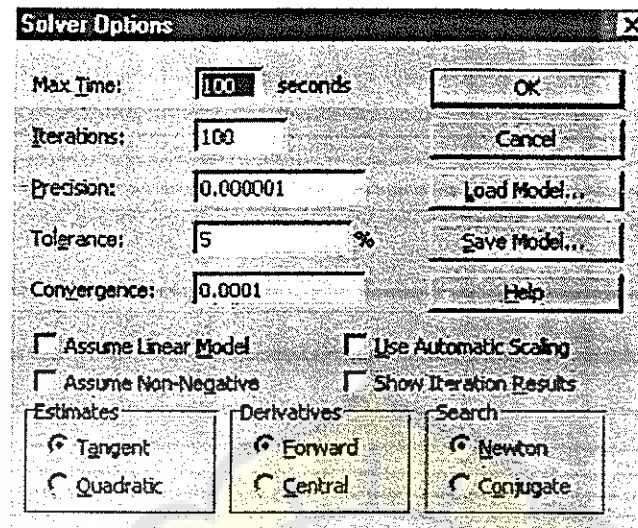 Solver Options
Max Time: 100 seconds OK
Iterations: 100 Cancel
Precision: 0.000001 Load Model...
Tolerance: 5 % Save Model...
Convergence: 0.0001 Help
Assume Linear Model Use Automatic Scaling
Assume Non-Negative Show Iteration Results
Estimates Derivatives Search
Tangent Forward Newton
Quadratic Central Conjugate